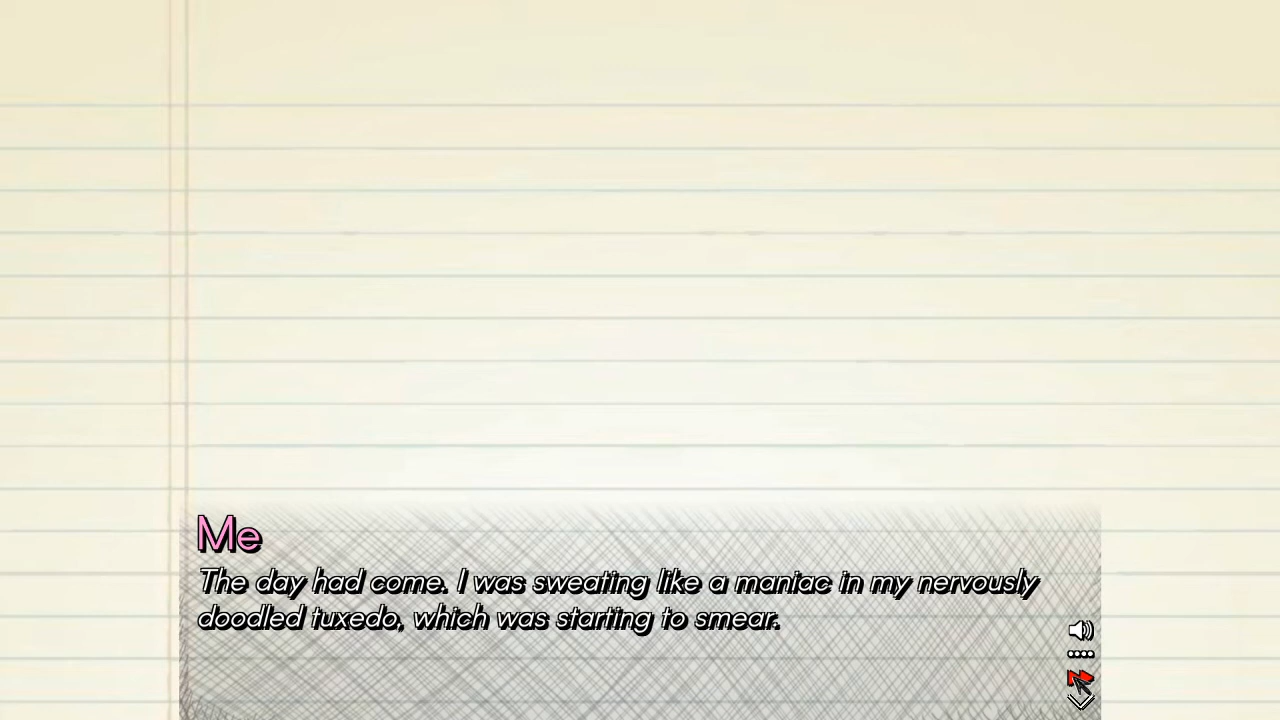 Me
The day had come. I was sweating like a maniac in my nervously
doodled tuxedo, which was starting to smear.